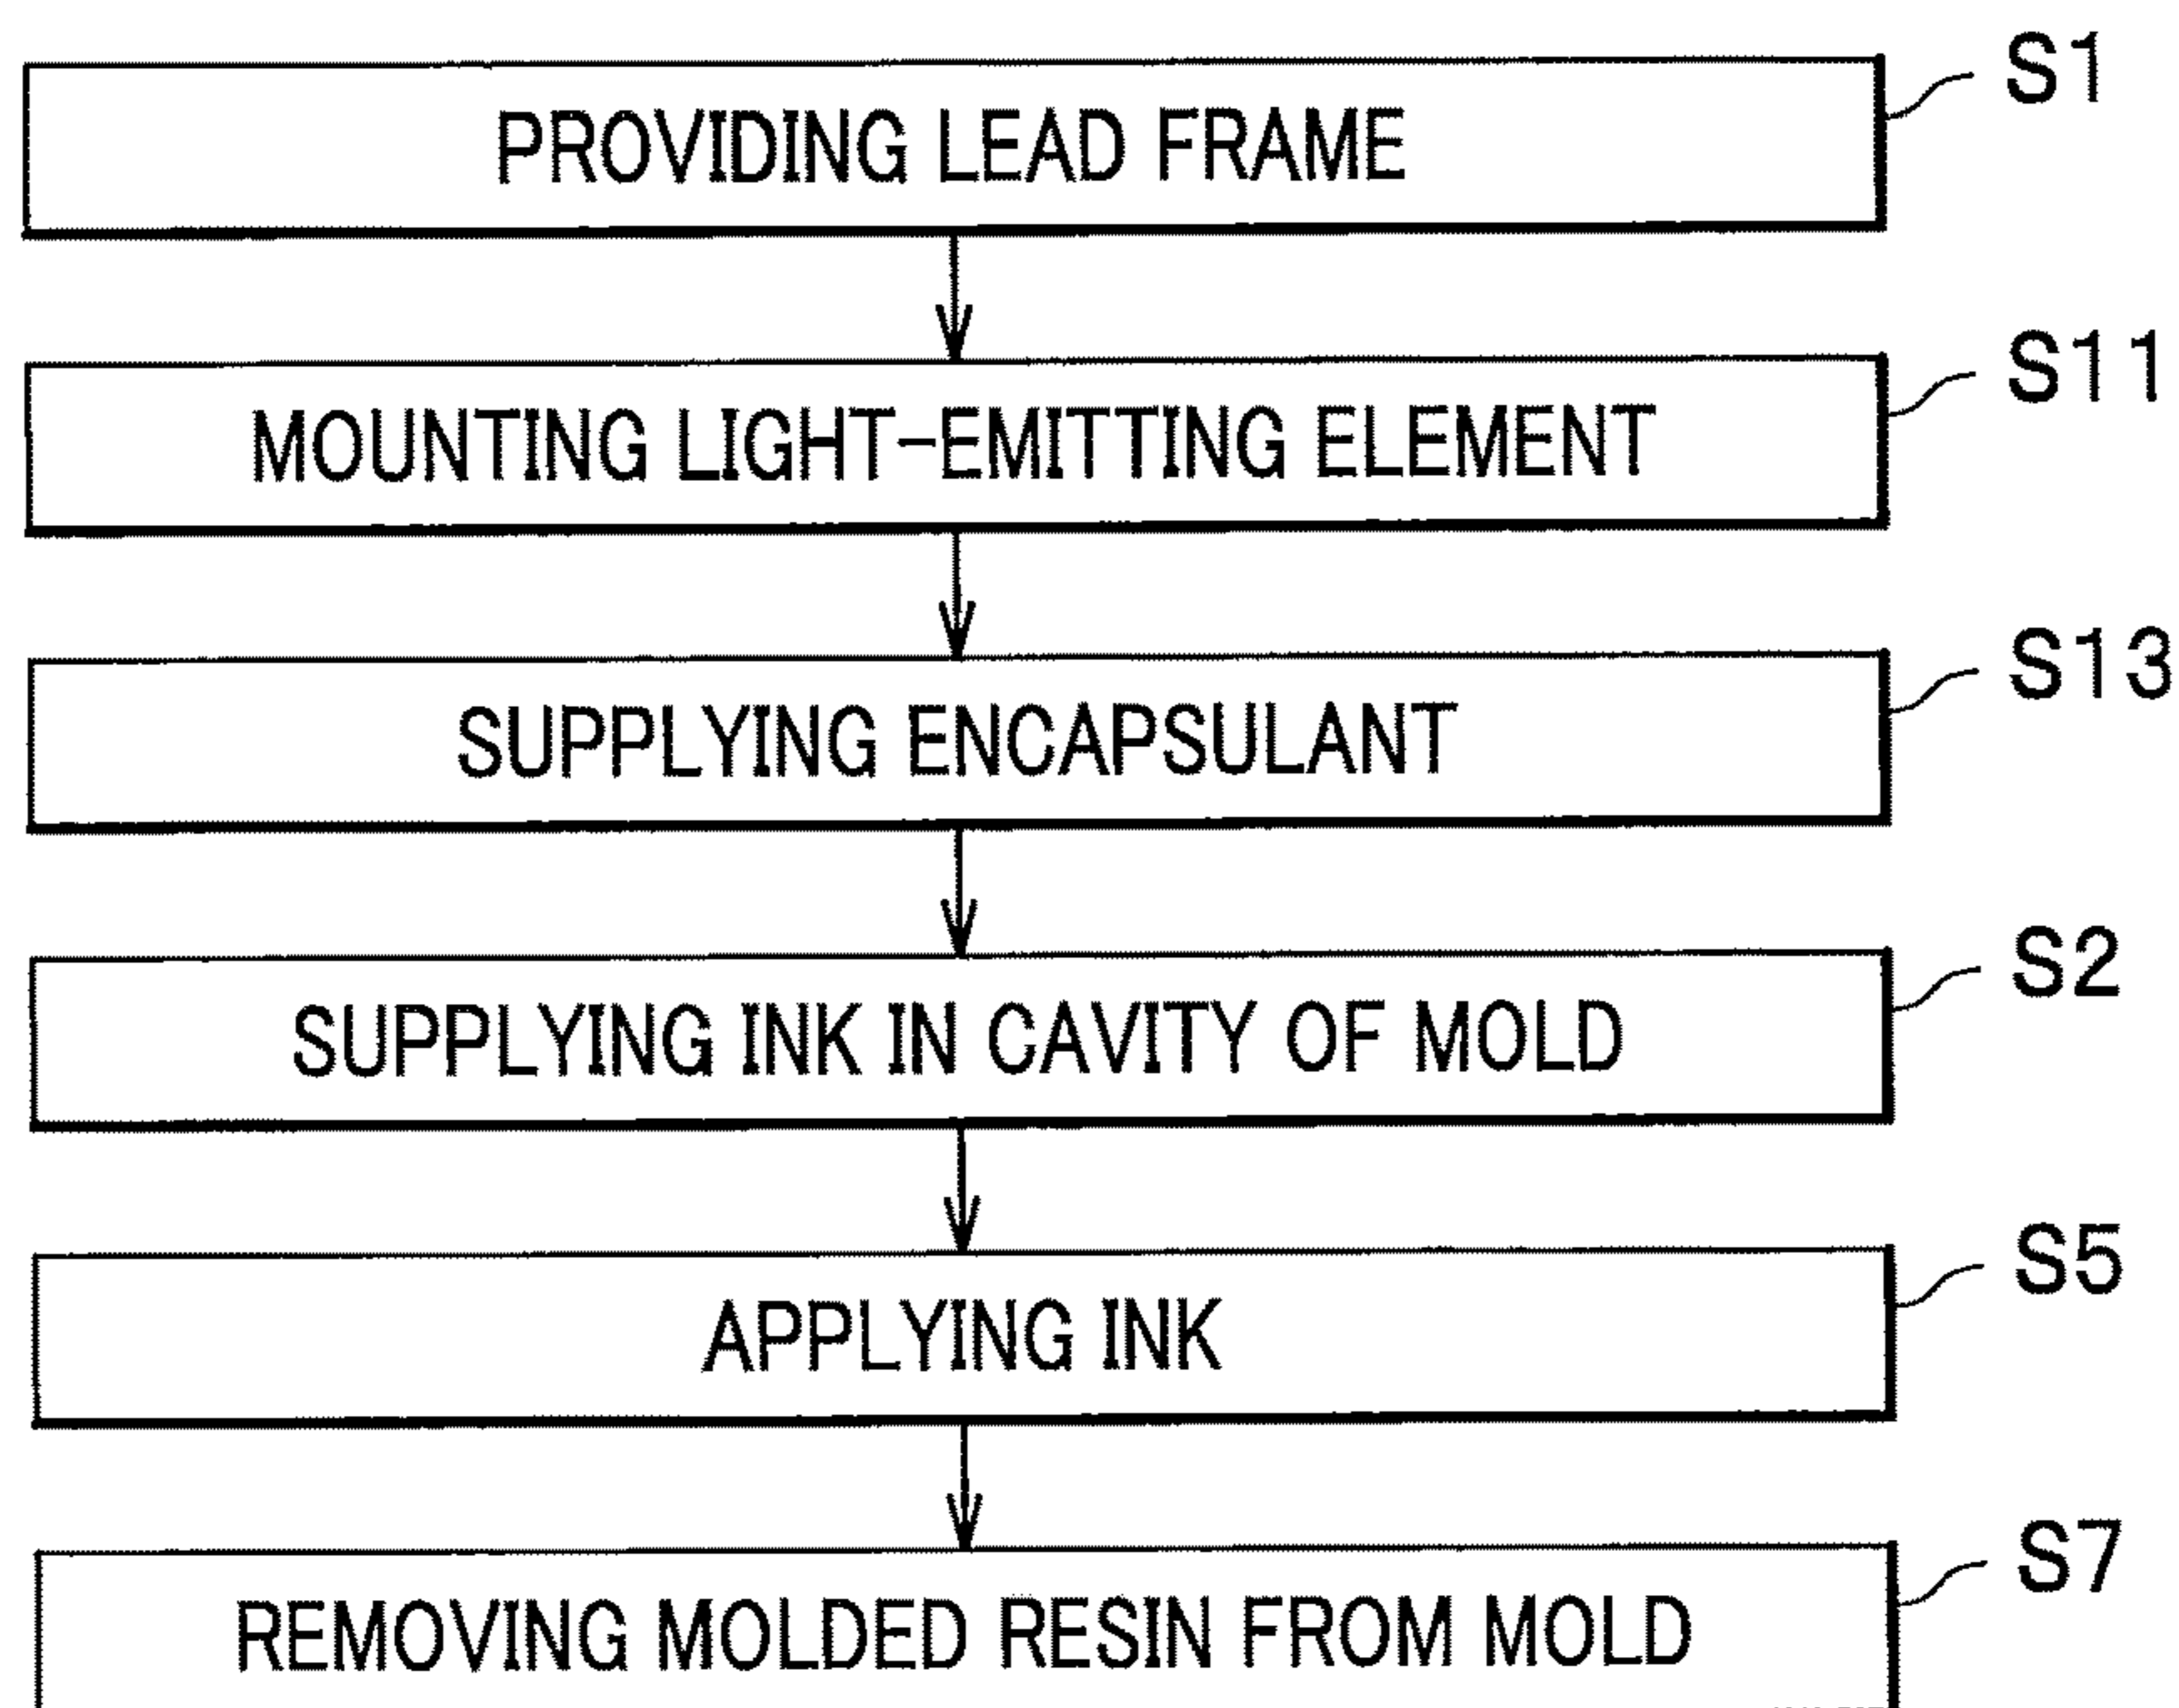 S1
PROVIDING LEAD FRAME
S11
MOUNTING LIGHT-EMITTING ELEMENT
S13
SUPPLYING ENCAPSULANT
S2
SUPPLYING INK IN CAVITY OF MOLD
S5
APPLYING INK
S7
REMOVING MOLDED RESIN FROM MOLD